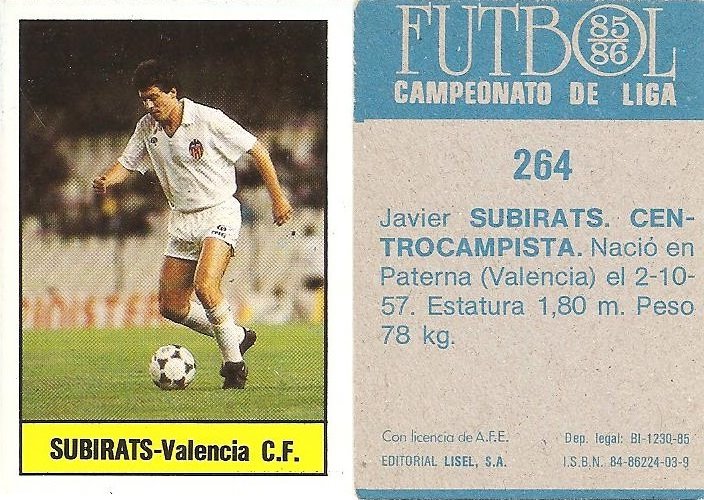 SUBIRATS-Valencia C.F.
FUTBOL
85
86
CAMPEONATO DE LIGA
264
Javier SUBIRATS. CEN-
TROCAMPISTA. Nació en
Paterna (Valencia) el 2-10-
57. Estatura 1,80 m. Peso
78 kg.
Con licencia de A.F.E. Dep. legal: BI-1230-85
EDITORIAL LISEL, S.A. I.S.B.N. 84-86224-03-9